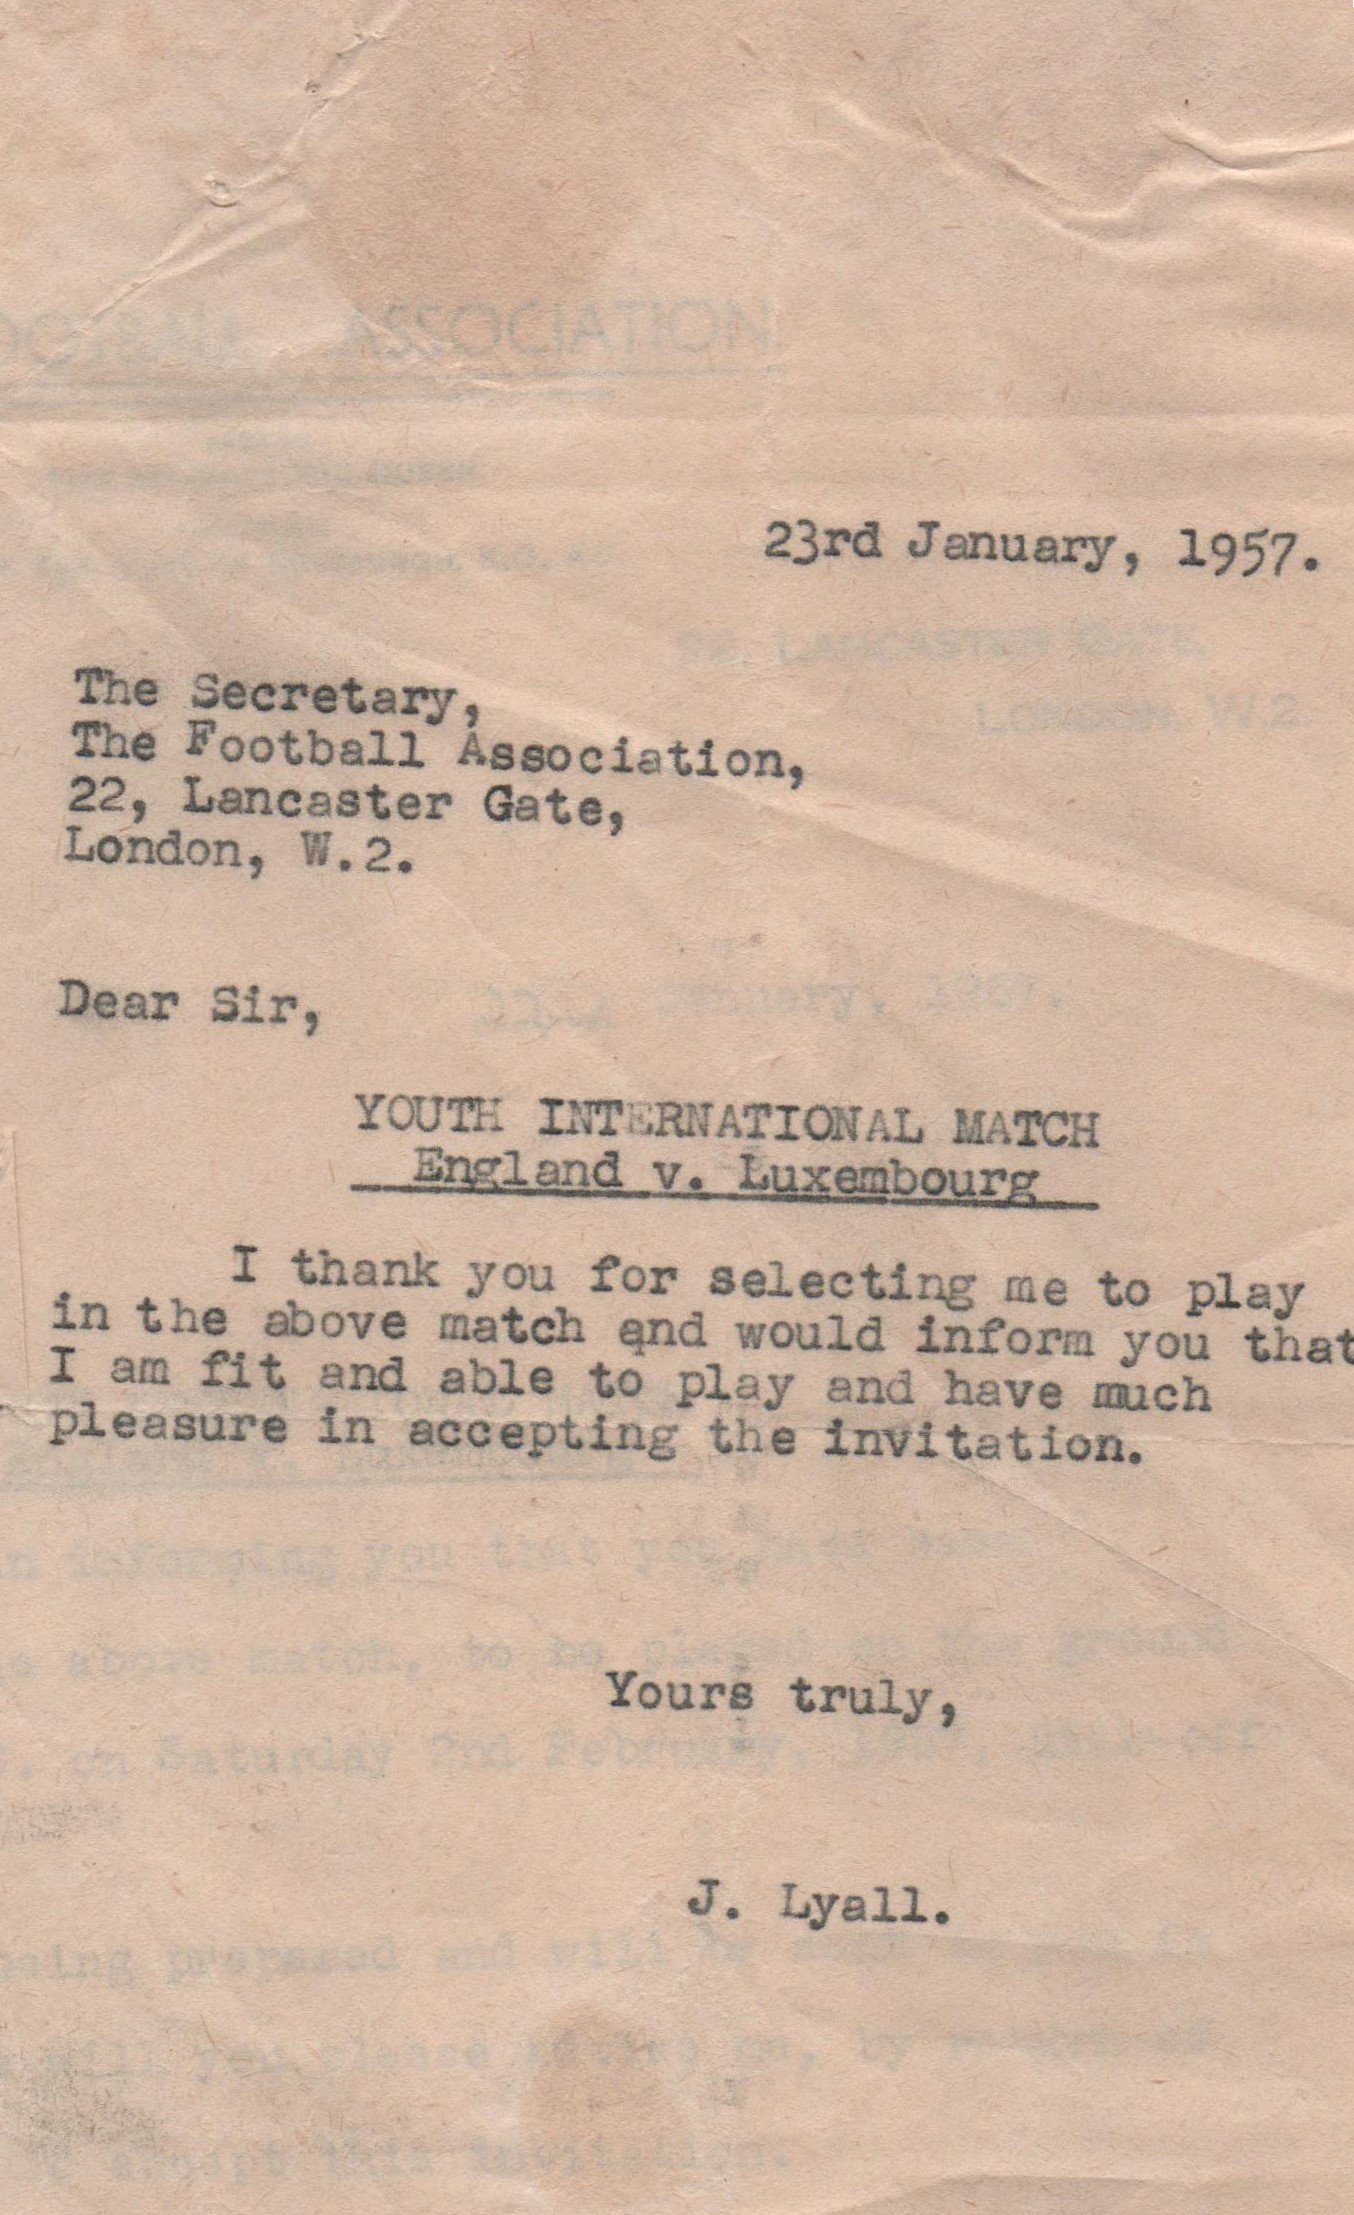 ASSOCIATION
23rd January, 1957.
22, LANCASTER GATE,
LONDON, W.2.
The Secretary,
The Football Association,
22, Lancaster Gate,
London, W.2.
Dear Sir,
January, 1957.
YOUTH INTERNATIONAL MATCH
England v. Luxembourg
I thank you for selecting me to play
in the above match and would inform you that
I am fit and able to play and have much
pleasure in accepting the invitation.
informing you that you have been
above match, to be played on the ground
Yours truly,
on Saturday 2nd February,
J. Lyall.
being prepared and will be
will you please advise me, by
accept this invitation.